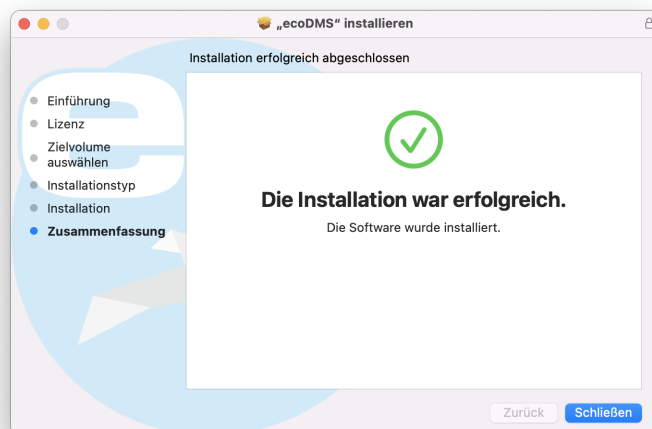 „ecoDMS“ installieren
Installation erfolgreich abgeschlossen
Einführung
Lizenz
Zielvolume
auswählen
Installationstyp
Installation
Zusammenfassung
Die Installation war erfolgreich.
Die Software wurde installiert.
Zurück
Schließen